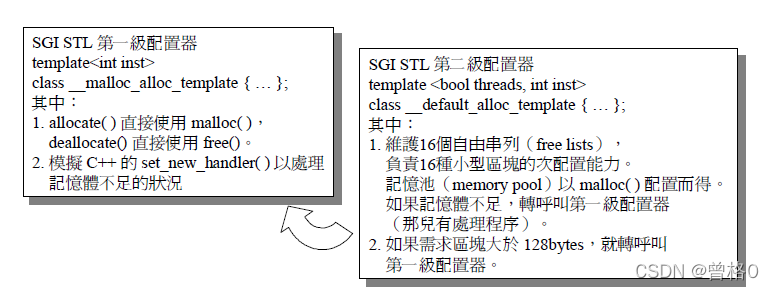 SGI STL 第一級配置器
template<int inst>
class __malloc_alloc_template { … };
其中：
1. allocate( ) 直接使用 malloc( )，
deallocate() 直接使用 free()。
2. 模擬 C++ 的 set_new_handler( ) 以處理
記憶體不足的狀況
SGI STL 第二級配置器
template <bool threads, int inst>
class __default_alloc_template { … };
其中：
1. 維護16個自由串列（free lists），
負責16種小型區塊的次配置能力。
記憶池（memory pool）以 malloc( ) 配置而得。
如果記憶體不足，轉呼叫第一級配置器
（那兒有處理程序）。
2. 如果需求區塊大於 128bytes，就轉呼叫
第一級配置器。
CSDN @曾格0